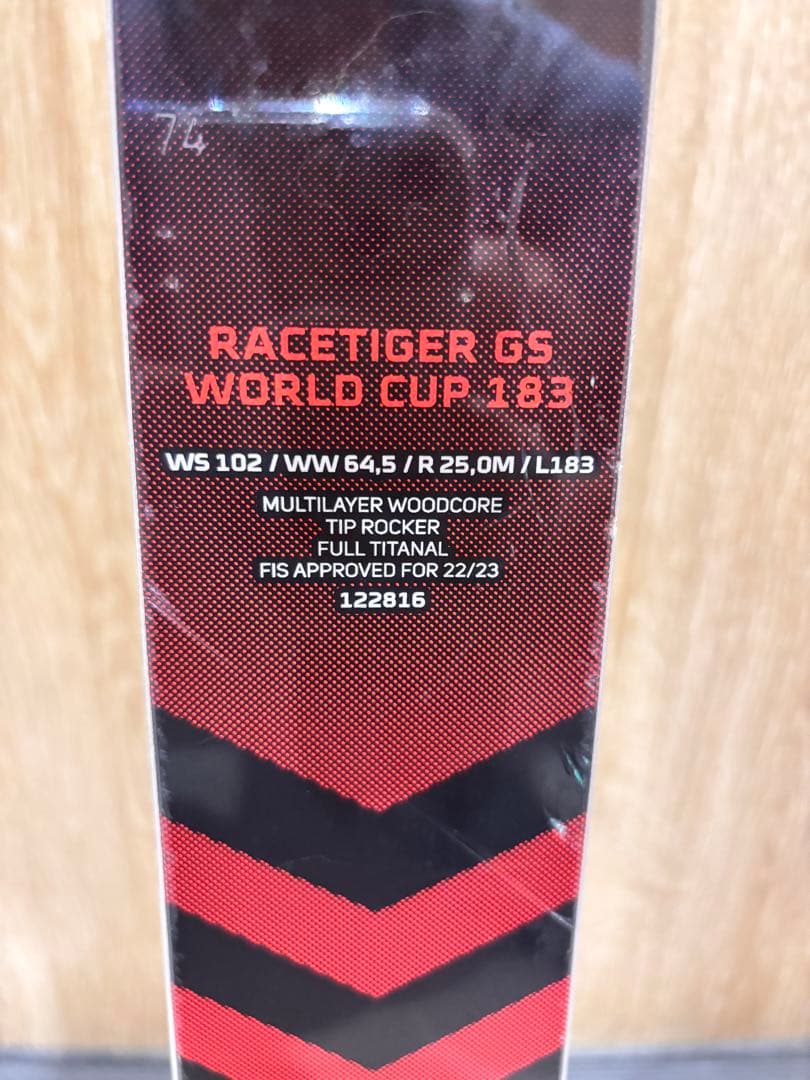 74
RACETIGER GS
WORLD CUP 183
WS 102 / WW 64,5 / R 25,0M / L183
MULTILAYER WOODCORE
TIP ROCKER
FULL TITANAL
FIS APPROVED FOR 22/23
122816